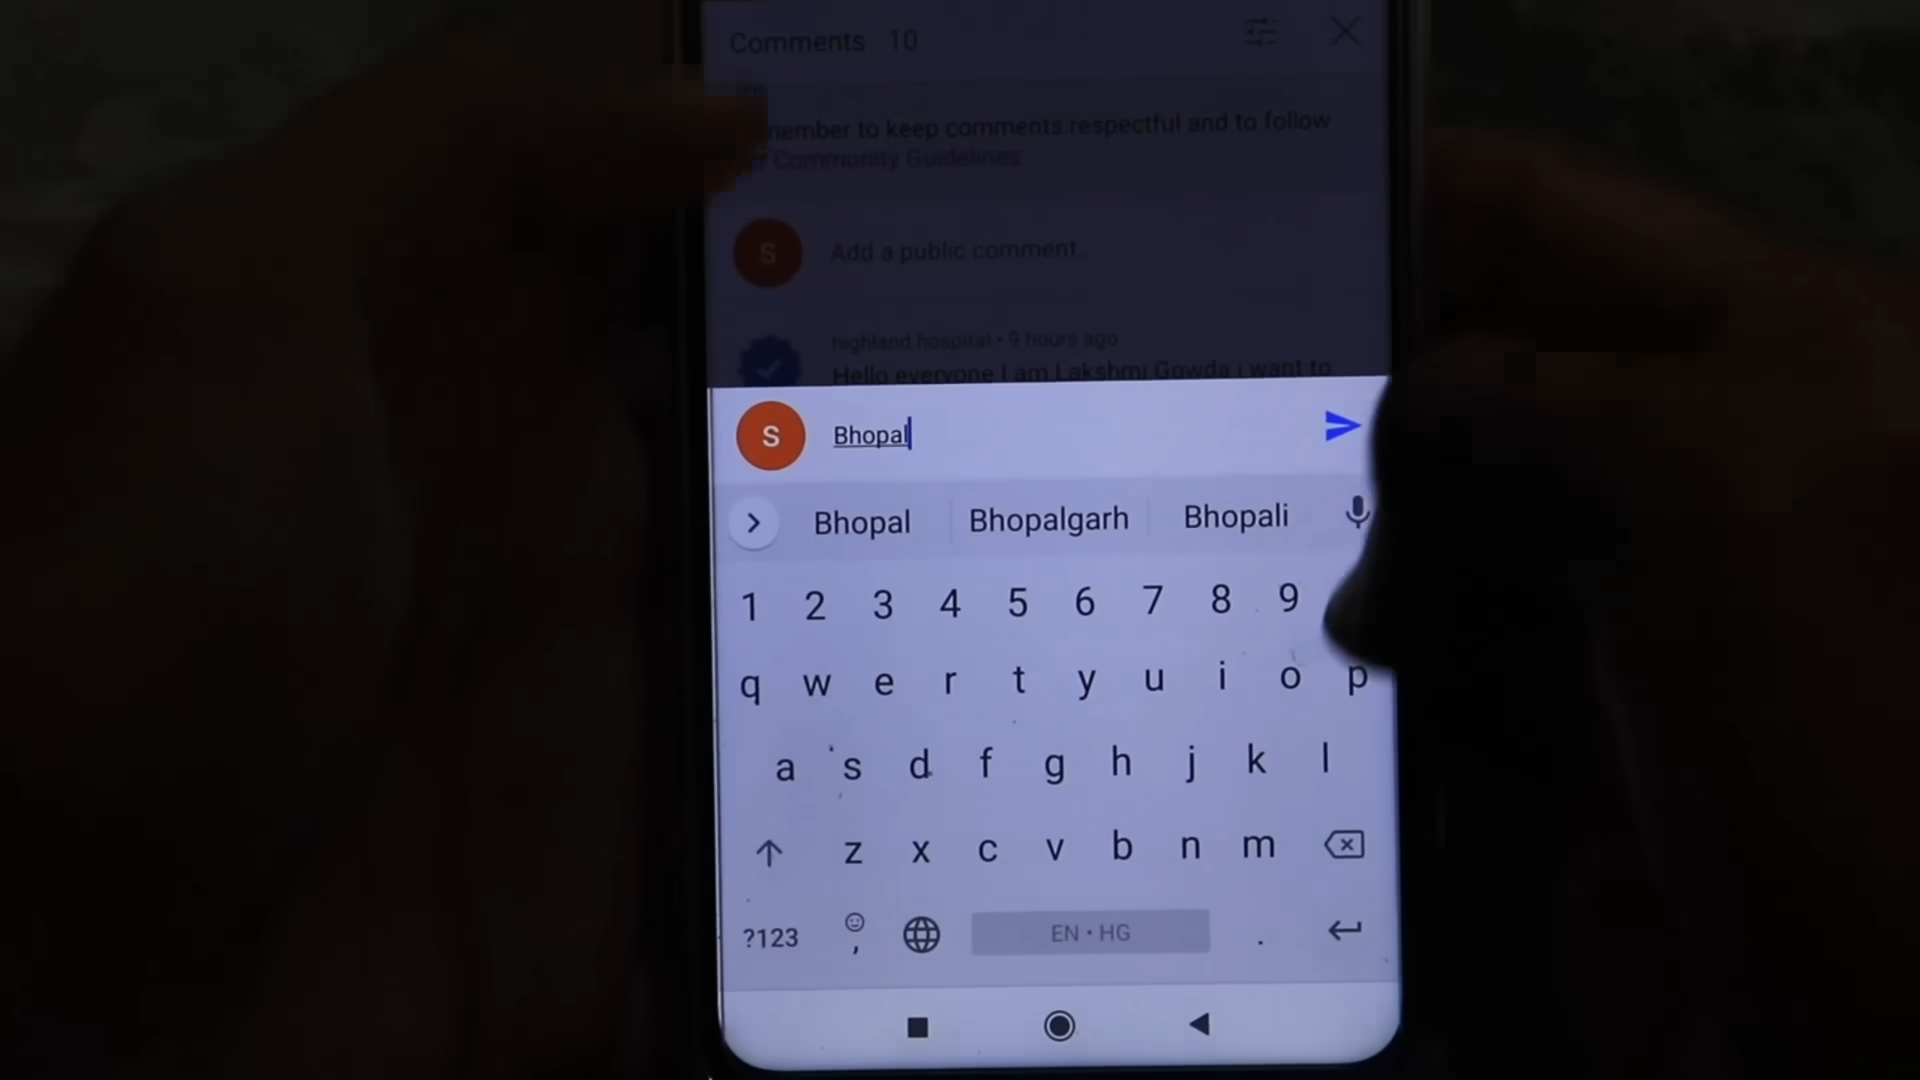 Comments 10
member to keep comments respectful and to follow
Community Guidelines
S
Add a public comment..
highland hospital • 9 hours ago
Hello everyone I am Lakshmi Gowda i want to
S
Bhopal
Bhopal Bhopalgarh Bhopali
1 2 3 4 5 6 7 8 9
q w e r t y u i o p
a s d f g h j k l
z x c v b n m
?123 , EN • HG .